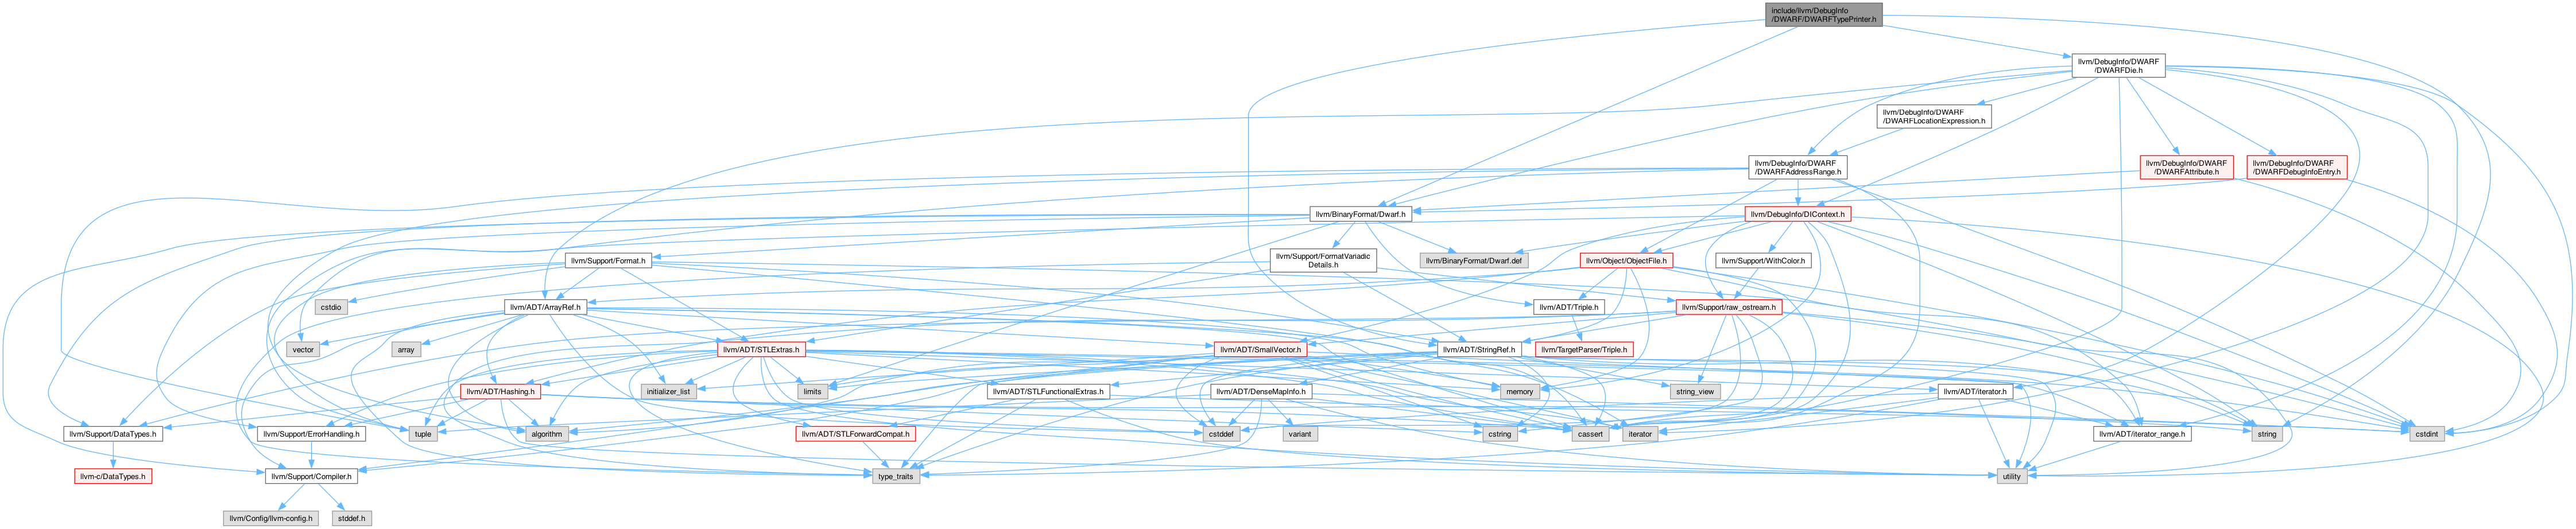 include/llvm/DebugInfo
/DWARF/DWARFTypePrinter.h
llvm/DebugInfo/DWARF
/DWARFDie.h
llvm/DebugInfo/DWARF
/DWARFLocationExpression.h
llvm/DebugInfo/DWARF
/DWARFAddressRange.h
llvm/DebugInfo/DWARF
/DWARFAttribute.h
llvm/DebugInfo/DWARF
/DWARFDebugInfoEntry.h
llvm/BinaryFormat/Dwarf.h
llvm/DebugInfo/DIContext.h
llvm/Support/Format.h
llvm/Support/FormatVariadic
Details.h
llvm/BinaryFormat/Dwarf.def
llvm/Object/ObjectFile.h
llvm/Support/WithColor.h
cstdio
llvm/ADT/ArrayRef.h
llvm/ADT/Triple.h
llvm/Support/raw_ostream.h
vector
array
llvm/ADT/STLExtras.h
llvm/ADT/SmallVector.h
llvm/ADT/StringRef.h
llvm/TargetParser/Triple.h
llvm/ADT/Hashing.h
initializer_list
limits
llvm/ADT/STLFunctionalExtras.h
llvm/ADT/DenseMapInfo.h
memory
string_view
llvm/ADT/iterator.h
llvm/Support/DataTypes.h
llvm/Support/ErrorHandling.h
tuple
algorithm
llvm/ADT/STLForwardCompat.h
cstddef
variant
cstring
cassert
iterator
llvm/ADT/iterator_range.h
string
cstdint
llvm-c/DataTypes.h
llvm/Support/Compiler.h
type_traits
utility
llvm/Config/llvm-config.h
stddef.h